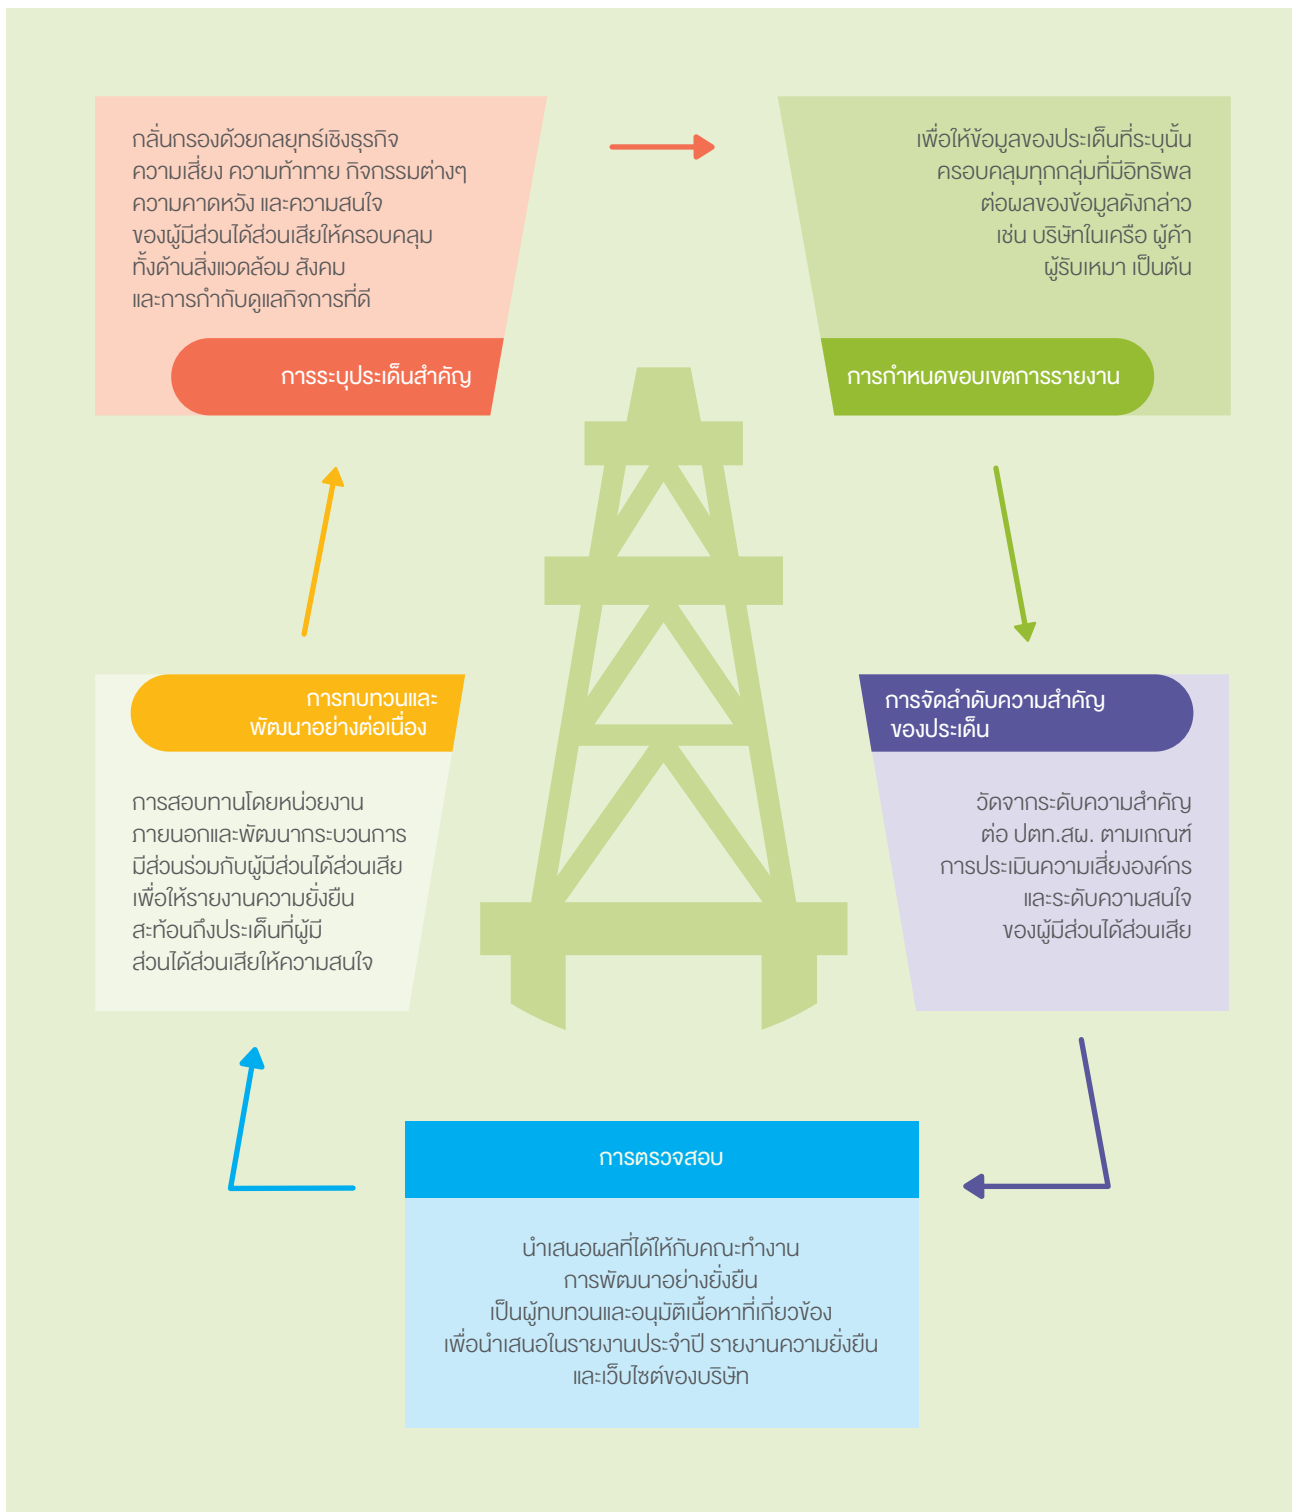 กลั่นกรองด้วยกลยุทธ์เชิงธุรกิจ
ความเสี่ยง ความท้าทาย กิจกรรมต่างๆ
ความคาดหวัง และความสนใจ
ของผู้มีส่วนได้ส่วนเสียให้ครอบคลุม
ทั้งด้านสิ่งแวดล้อม สังคม
และการกำกับดูแลกิจการที่ดี
การระบุประเด็นสำคัญ
เพื่อให้ข้อมูลของประเด็นที่ระบุนั้น
ครอบคลุมทุกกลุ่มที่มีอิทธิพล
ต่อผลของข้อมูลดังกล่าว
เช่น บริษัทในเครือ ผู้ค้า
ผู้รับเหมา เป็นต้น
การกำหนดขอบเขตการรายงาน
การจัดลำดับความสำคัญ
ของประเด็น
วัดจากระดับความสำคัญ
ต่อ ปตท.สผ. ตามเกณฑ์
การประเมินความเสี่ยงองค์กร
และระดับความสนใจ
ของผู้มีส่วนได้ส่วนเสีย
การตรวจสอบ
นำเสนอผลที่ได้ให้กับคณะทำงาน
การพัฒนาอย่างยั่งยืน
เป็นผู้ทบทวนและอนุมัติเนื้อหาที่เกี่ยวข้อง
เพื่อนำเสนอในรายงานประจำปี รายงานความยั่งยืน
และเว็บไซต์ของบริษัท
การทบทวนและ
พัฒนาอย่างต่อเนื่อง
การสอบทานโดยหน่วยงาน
ภายนอกและพัฒนากระบวนการ
มีส่วนร่วมกับผู้มีส่วนได้ส่วนเสีย
เพื่อให้รายงานความยั่งยืน
สะท้อนถึงประเด็นที่ผู้มี
ส่วนได้ส่วนเสียให้ความสนใจ